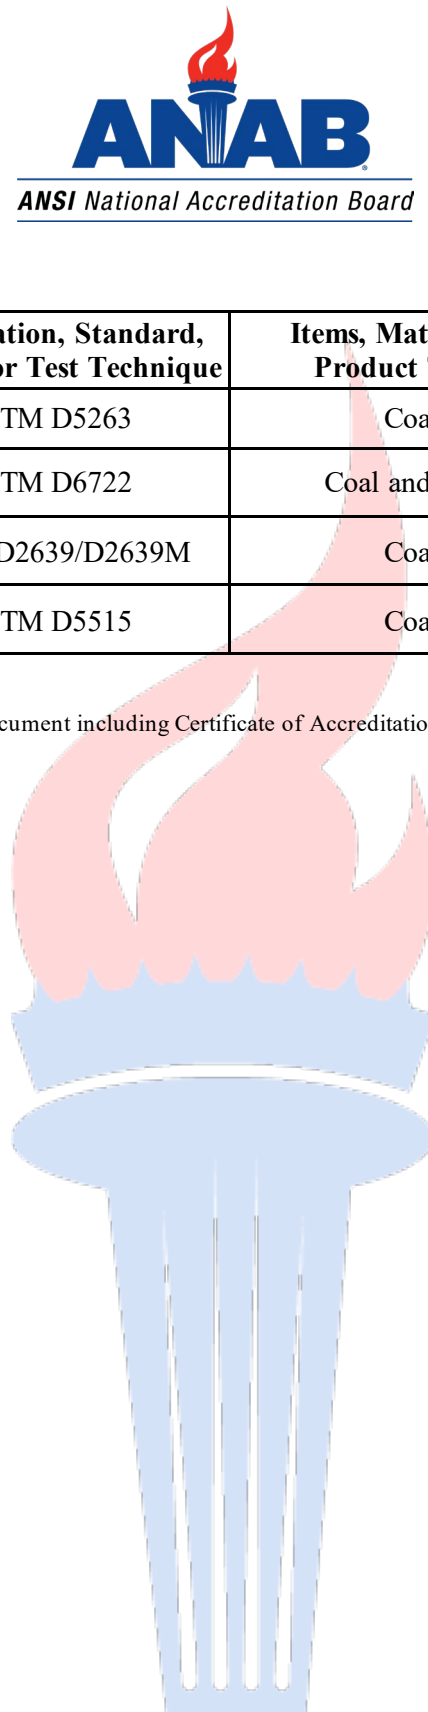 ANAB
ANSI National Accreditation Board
ation, Standard, Items, Mat
or Test Technique Product
TM D5263 Coa
TM D6722 Coal and
D2639/D2639M Coa
TM D5515 Coa
cument including Certificate of Accreditatio